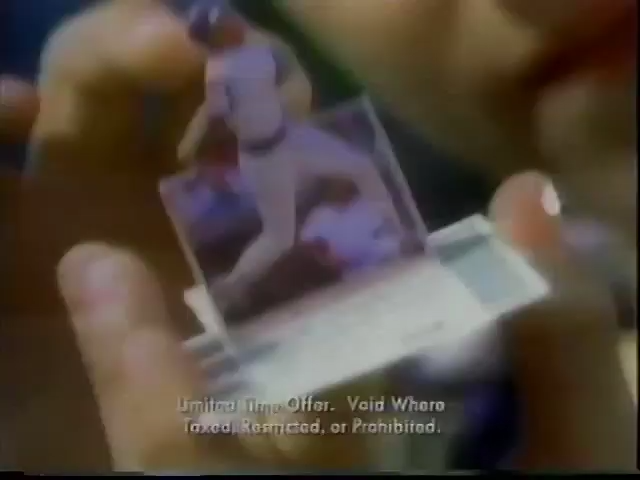 Limited Time Offer. Void Where
Taxed, Restricted, or Prohibited.